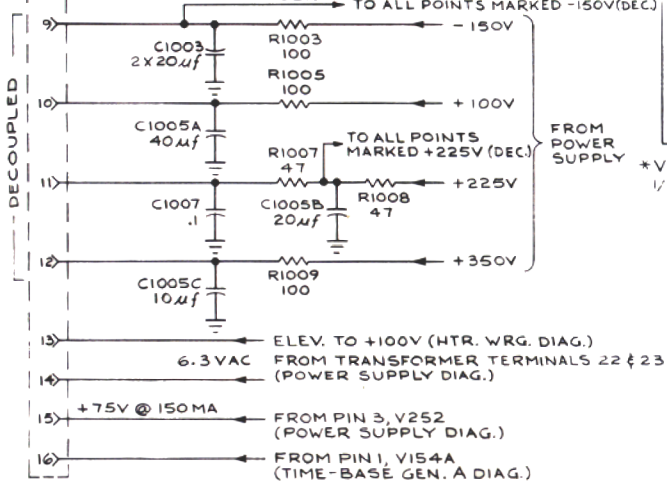 TO ALL POINTS MARKED -150V(DEC.)
9
-150V
C1003
2X20µf
R1003
100
R1005
100
10
+100V
C1005A
40µf
TO ALL POINTS
MARKED +225V (DEC.)
FROM
POWER
SUPPLY
DECOUPLED
R1007
47
11
+225V
*V
1/
C1007
.1
C1005B
20µf
R1008
47
12
+350V
C1005C
10µf
R1009
100
13
ELEV. TO +100V (HTR. WRG. DIAG.)
6.3VAC
FROM TRANSFORMER TERMINALS 22 & 23
(POWER SUPPLY DIAG.)
14
+75V @ 150MA
15
FROM PIN 3, V252
(POWER SUPPLY DIAG.)
16
FROM PIN 1, V154A
(TIME-BASE GEN. A DIAG.)